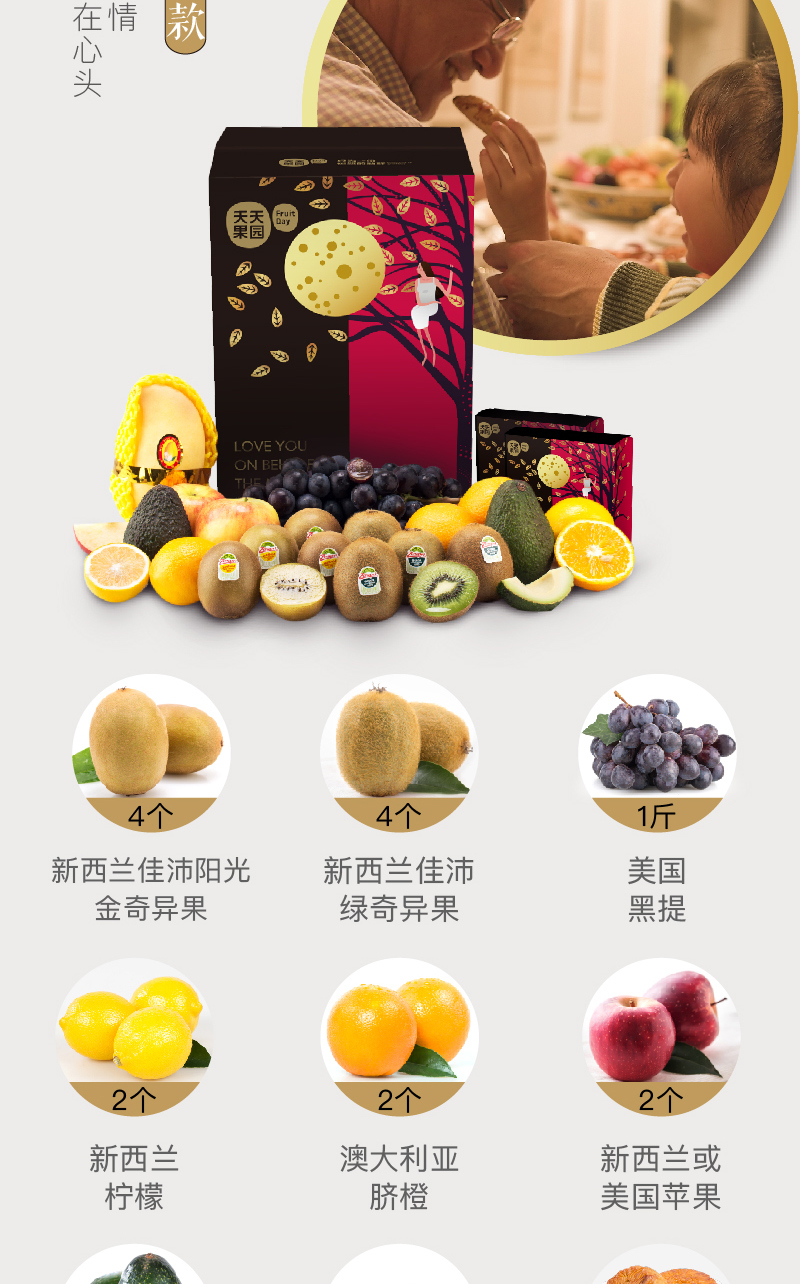 情
在心头
款
天天
果园
Fruit
Day
LOVE YOU
4个
4个
1斤
新西兰佳沛阳光
金奇异果
新西兰佳沛
绿奇异果
美国
黑提
2个
2个
2个
新西兰
柠檬
澳大利亚
脐橙
新西兰或
美国苹果